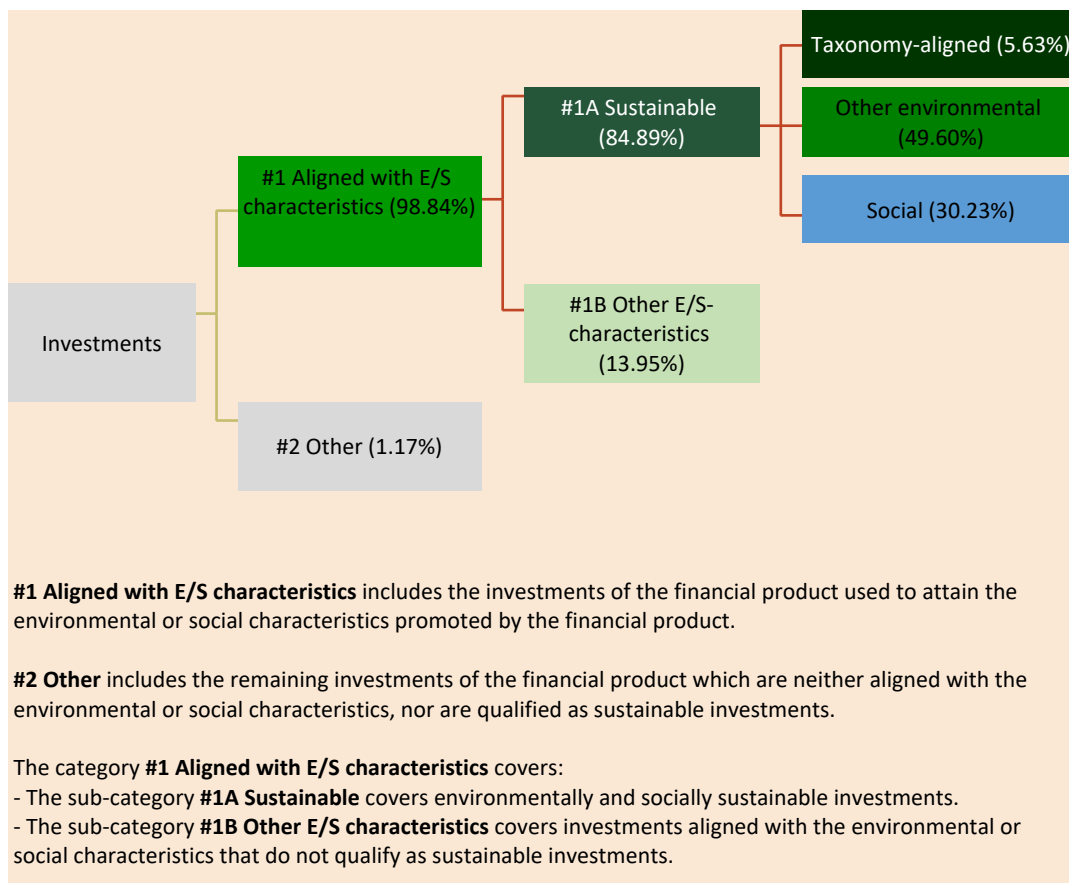 Taxonomy-aligned (5.63%)
#1A Sustainable
(84.89%)
Other environmental
(49.60%)
#1 Aligned with E/S
characteristics (98.84%)
Social (30.23%)
#1B Other E/S-
characteristics
(13.95%)
Investments
#2 Other (1.17%)
#1 Aligned with E/S characteristics includes the investments of the financial product used to attain the
environmental or social characteristics promoted by the financial product.
#2 Other includes the remaining investments of the financial product which are neither aligned with the
environmental or social characteristics, nor are qualified as sustainable investments.
The category #1 Aligned with E/S characteristics covers:
- The sub-category #1A Sustainable covers environmentally and socially sustainable investments.
- The sub-category #1B Other E/S characteristics covers investments aligned with the environmental or
social characteristics that do not qualify as sustainable investments.